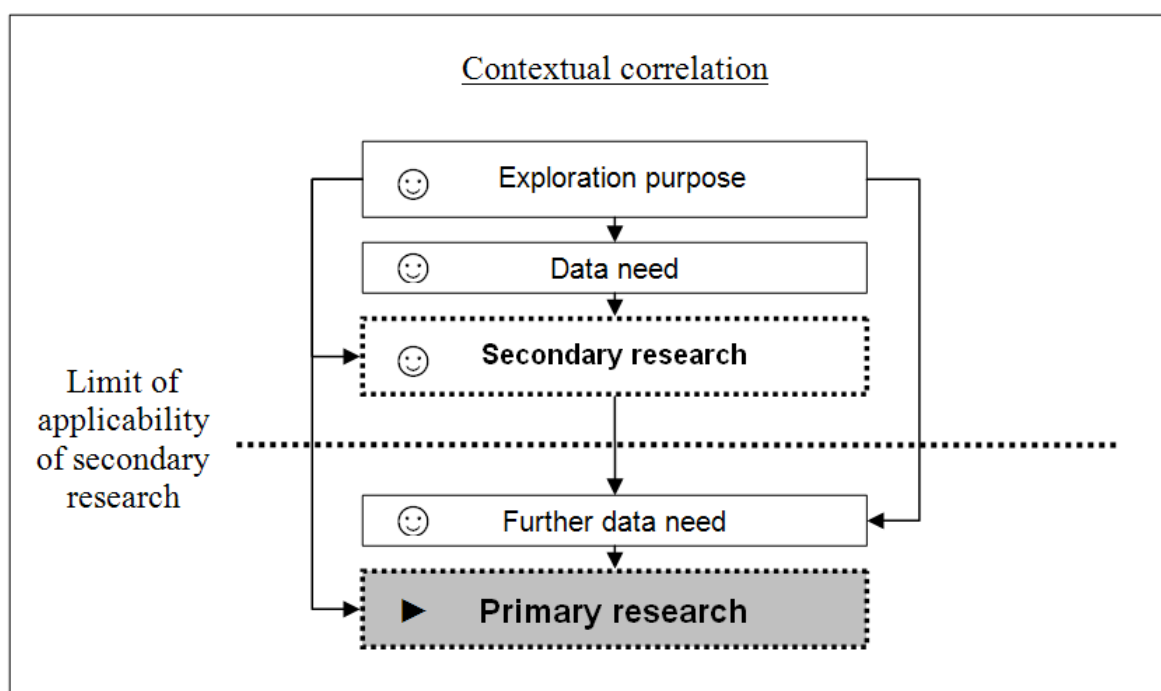 Contextual correlation
Exploration purpose
Data need
Secondary research
Limit of
applicability
of secondary
research
Further data need
Primary research